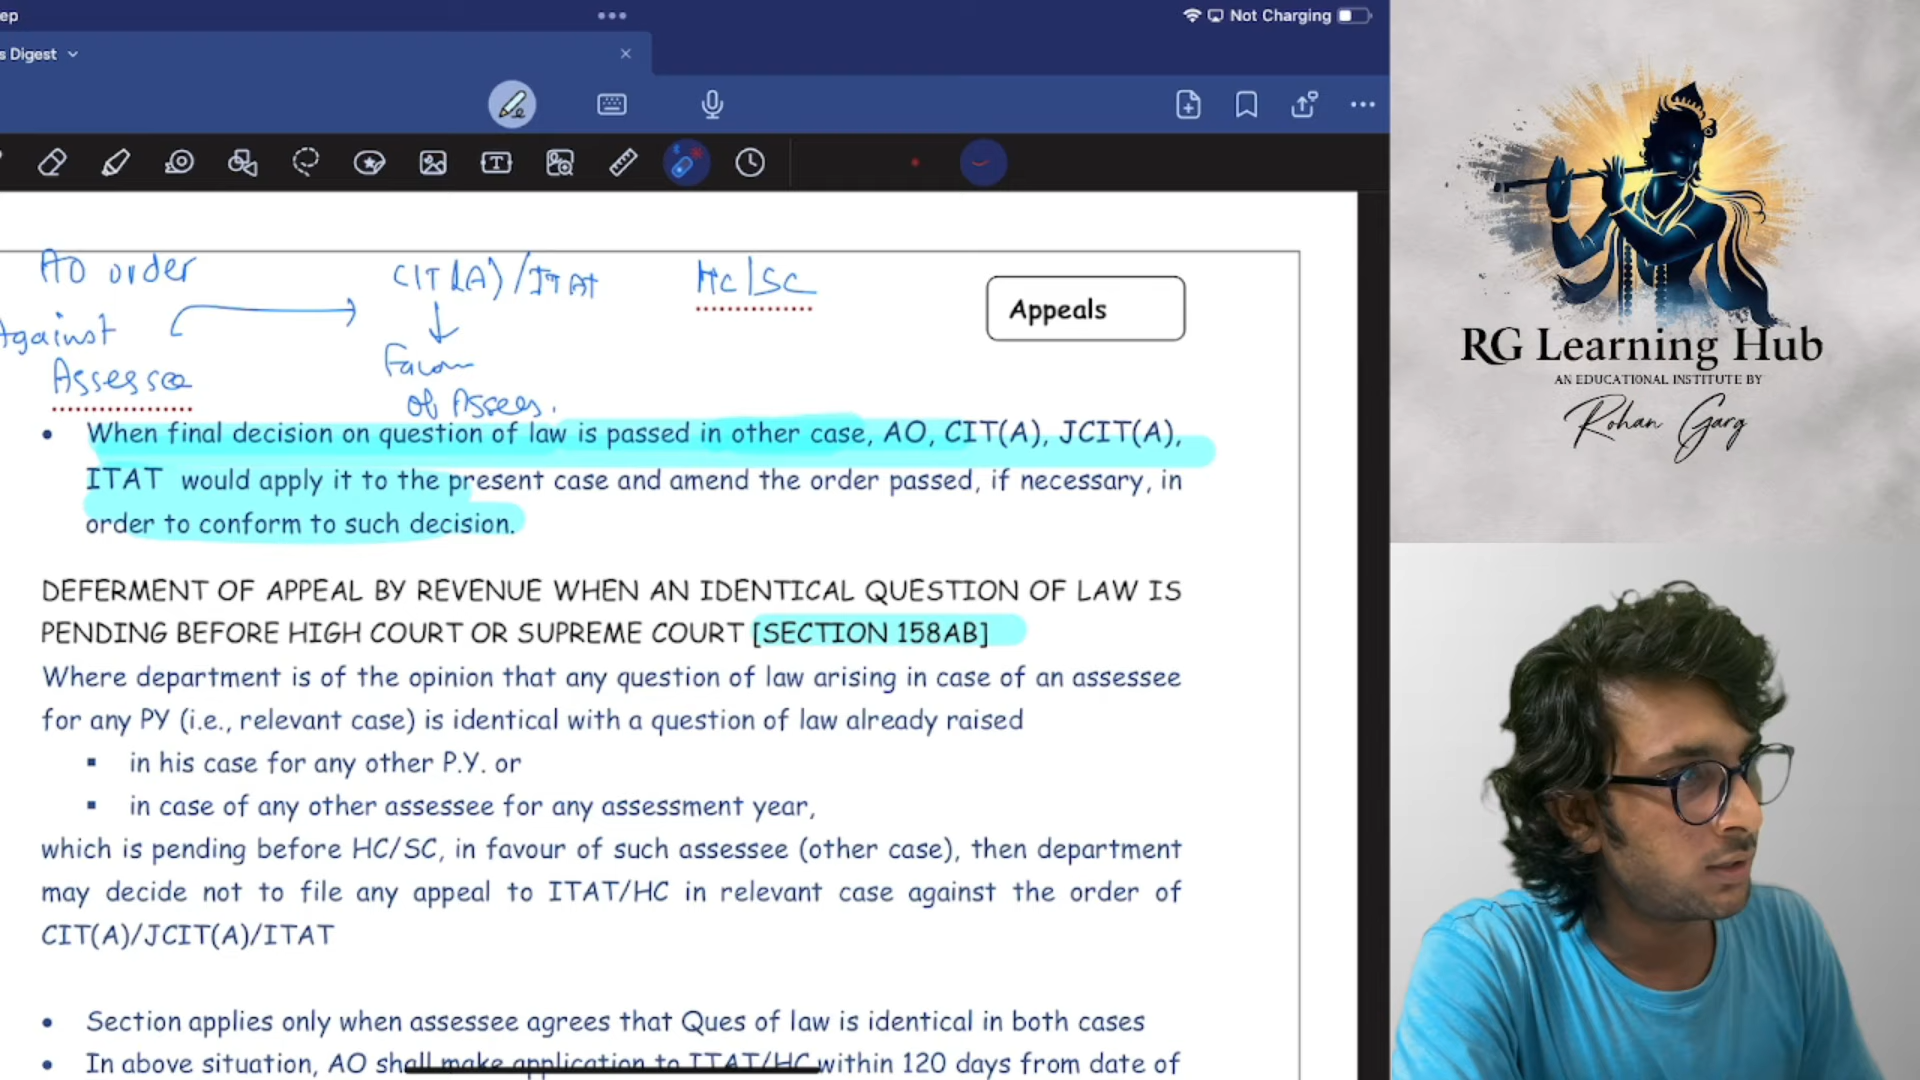 ep
Not Charging
s Digest
AO order
CIT(A)/ITAT
HC/SC
Against
Assessee
Favour
of Assees.
Appeals
• When final decision on question of law is passed in other case, AO, CIT(A), JCIT(A),
ITAT would apply it to the present case and amend the order passed, if necessary, in
order to conform to such decision.
DEFERMENT OF APPEAL BY REVENUE WHEN AN IDENTICAL QUESTION OF LAW IS
PENDING BEFORE HIGH COURT OR SUPREME COURT [SECTION 158AB]
Where department is of the opinion that any question of law arising in case of an assessee
for any PY (i.e., relevant case) is identical with a question of law already raised
▪ in his case for any other P.Y. or
▪ in case of any other assessee for any assessment year,
which is pending before HC/SC, in favour of such assessee (other case), then department
may decide not to file any appeal to ITAT/HC in relevant case against the order of
CIT(A)/JCIT(A)/ITAT
• Section applies only when assessee agrees that Ques of law is identical in both cases
• In above situation, AO shall make application to ITAT/HC within 120 days from date of
RG Learning Hub
AN EDUCATIONAL INSTITUTE BY
Rohan Garg